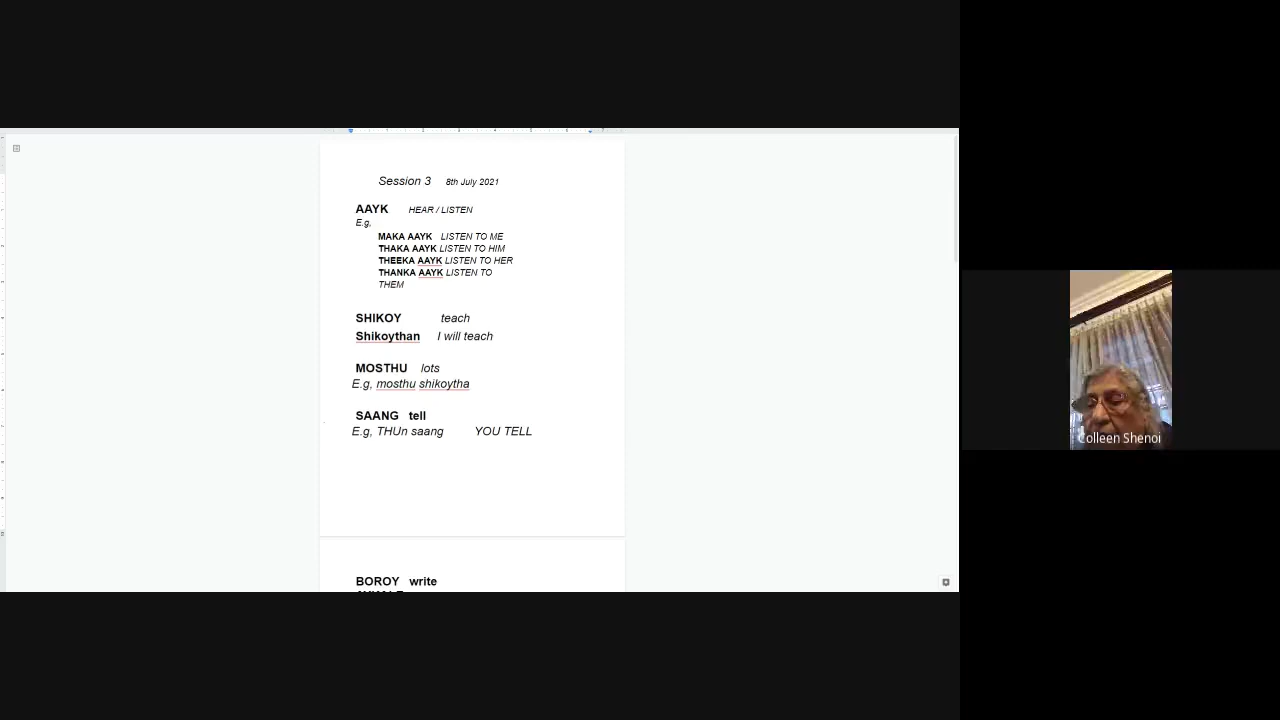 Session 3 8th July 2021
AAYK HEAR / LISTEN
E.g,
MAKA AAYK LISTEN TO ME
THAKA AAYK LISTEN TO HIM
THEEKA AAYK LISTEN TO HER
THANKA AAYK LISTEN TO
THEM
SHIKOY teach
Shikoythan I will teach
MOSTHU lots
E.g, mosthu shikoytha
SAANG tell
E.g, THUn saang YOU TELL
BOROY write
Colleen Shenoi